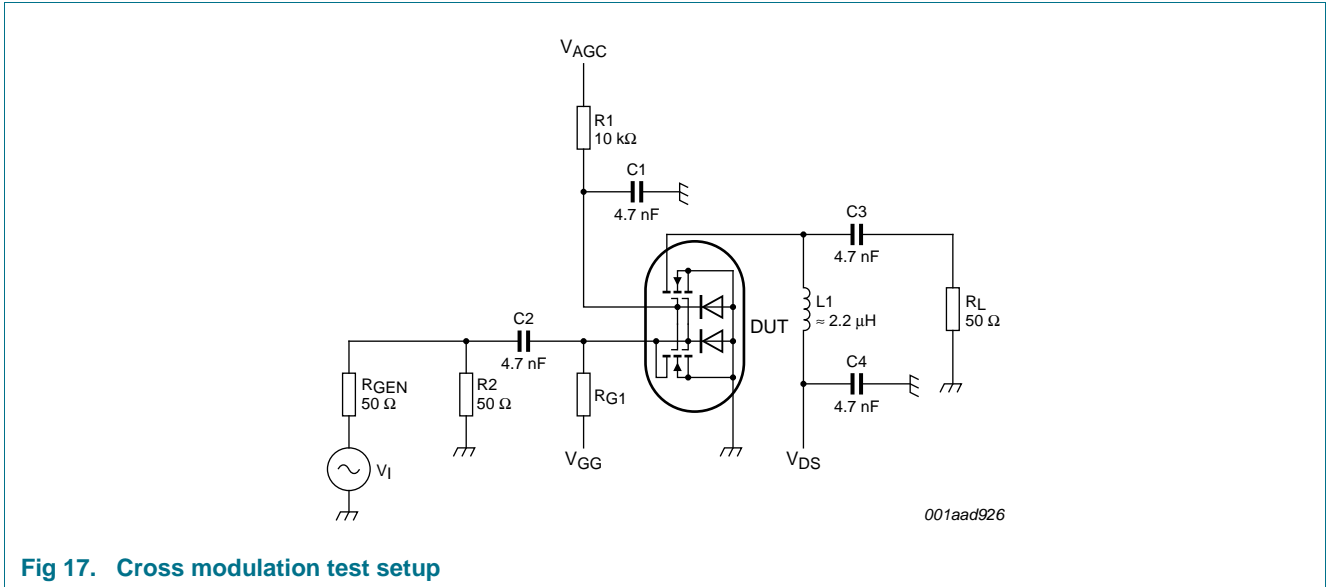 VAGC
R1
10 kΩ
C1
4.7 nF
C3
4.7 nF
L1
≈ 2.2 μH
RL
50 Ω
DUT
C2
4.7 nF
C4
4.7 nF
RGEN
50 Ω
R2
50 Ω
RG1
VI
VGG
VDS
001aad926
Fig 17. Cross modulation test setup